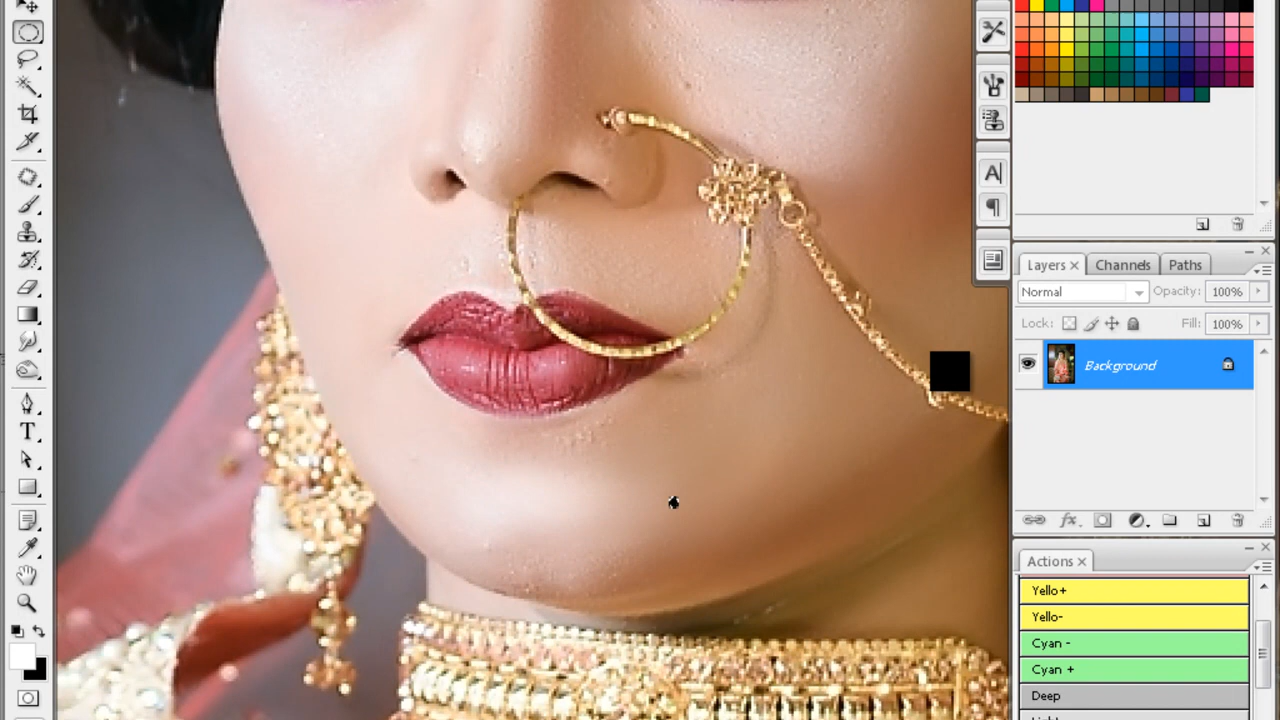 Layers
Channels
Paths
Normal
Opacity: 100%
Lock:
Fill: 100%
Background
Actions
Yello+
Yello-
Cyan -
Cyan +
Deep